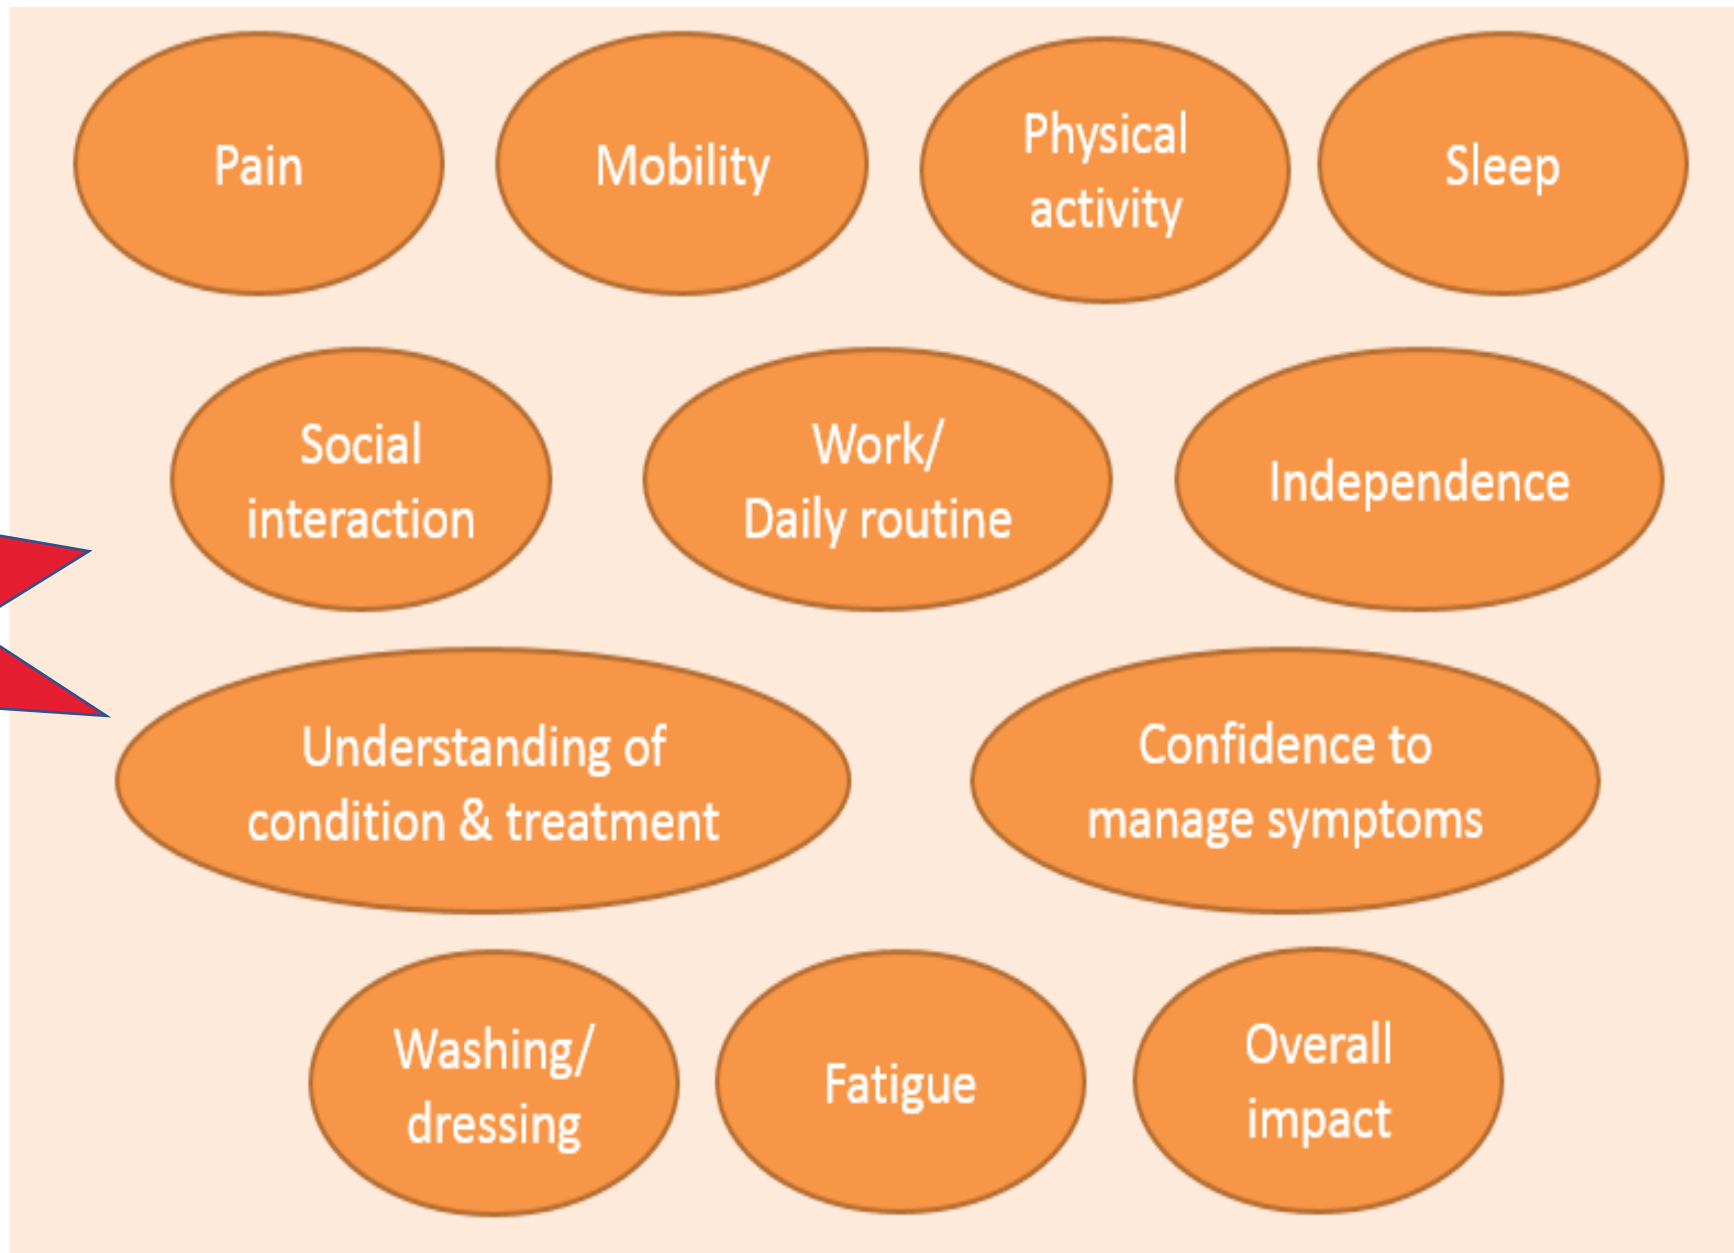 Pain
Mobility
Physical
activity
Sleep
Social
interaction
Work/
Daily routine
Independence
Understanding of
condition & treatment
Confidence to
manage symptoms
Washing/
dressing
Fatigue
Overall
impact